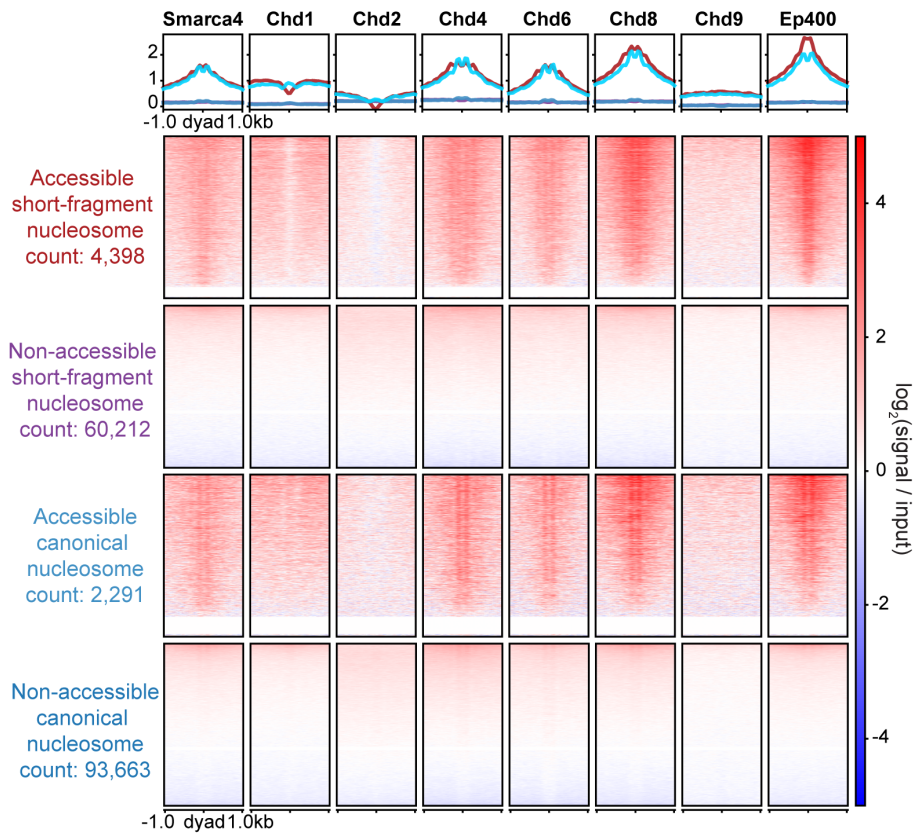 Smarca4 Chd1 Chd2 Chd4 Chd6 Chd8 Chd9 Ep400
2
1
0
-1.0 dyad 1.0kb
Accessible
short-fragment
nucleosome
count: 4,398
Non-accessible
short-fragment
nucleosome
count: 60,212
Accessible
canonical
nucleosome
count: 2,291
Non-accessible
canonical
nucleosome
count: 93,663
-1.0 dyad 1.0kb
4
2
0
-2
-4
log2(signal / input)